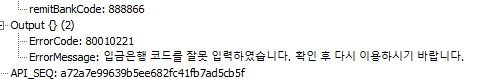 remitBankCode: 888866
Output {} (2)
ErrorCode: 80010221
ErrorMessage: 입금은행 코드를 잘못 입력하였습니다. 확인 후 다시 이용하시기 바랍니다.
API_SEQ: a72a7e99639b5ee682fc41fb7ad5cb5f